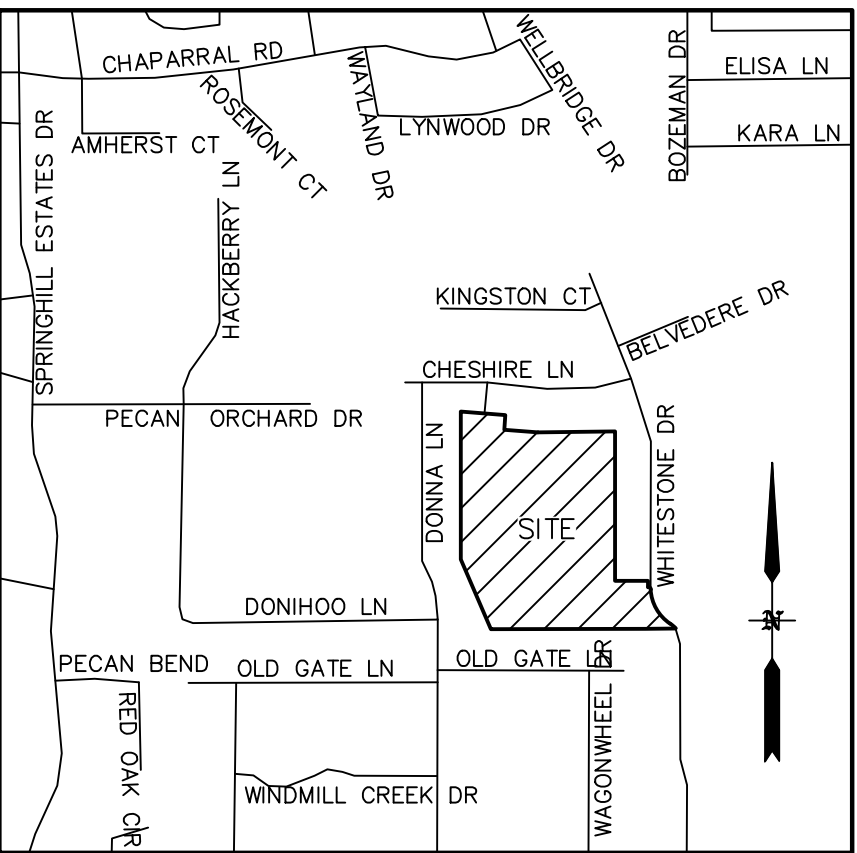 CHAPARRAL RD
ELISA LN
KARA LN
BOZEMAN DR
WELLBRIDGE DR
WAYLAND DR
LYNWOOD DR
ROSEMONT CT
AMHERST CT
SPRINGHILL ESTATES DR
HACKBERRY LN
KINGSTON CT
BELVEDERE DR
CHESHIRE LN
PECAN ORCHARD DR
DONNA LN
WHITESTONE DR
SITE
N
DONIHOO LN
PECAN BEND
OLD GATE LN
OLD GATE LN
WAGONWHEEL DR
RED OAK CIR
WINDMILL CREEK DR